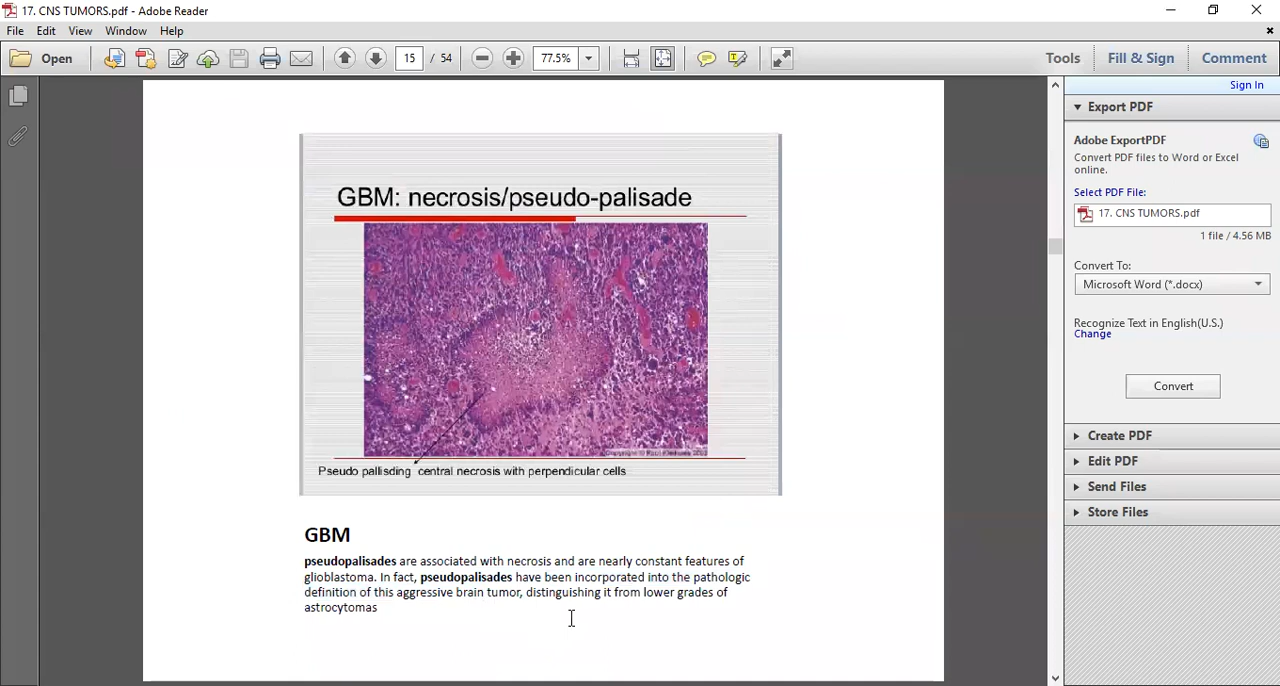 17. CNS TUMORS.pdf - Adobe Reader
File Edit View Window Help
Open 15 / 54 77.5% Tools Fill & Sign Comment
Sign In
Export PDF
Adobe ExportPDF
Convert PDF files to Word or Excel
online.
Select PDF File:
17. CNS TUMORS.pdf
1 file / 4.56 MB
Convert To:
Microsoft Word (*.docx)
Recognize Text in English(U.S.)
Change
Convert
Create PDF
Edit PDF
Send Files
Store Files
GBM: necrosis/pseudo-palisade
Pseudo pallisding central necrosis with perpendicular cells
GBM
pseudopalisades are associated with necrosis and are nearly constant features of
glioblastoma. In fact, pseudopalisades have been incorporated into the pathologic
definition of this aggressive brain tumor, distinguishing it from lower grades of
astrocytomas